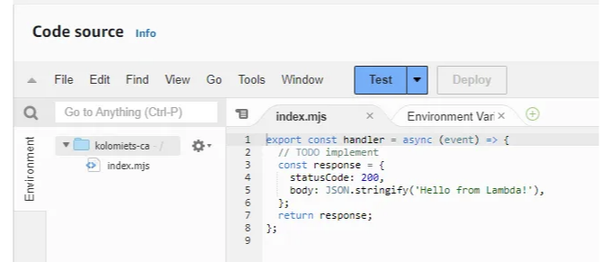 Code source Info
File Edit Find View Go Tools Window Test Deploy
Go to Anything (Ctrl-P)
index.mjs × Environment Var ×
Environment
kolomiets-ca - /
index.mjs
1 export const handler = async (event) => {
2 // TODO implement
3 const response = {
4 statusCode: 200,
5 body: JSON.stringify('Hello from Lambda!'),
6 };
7 return response;
8 };
9